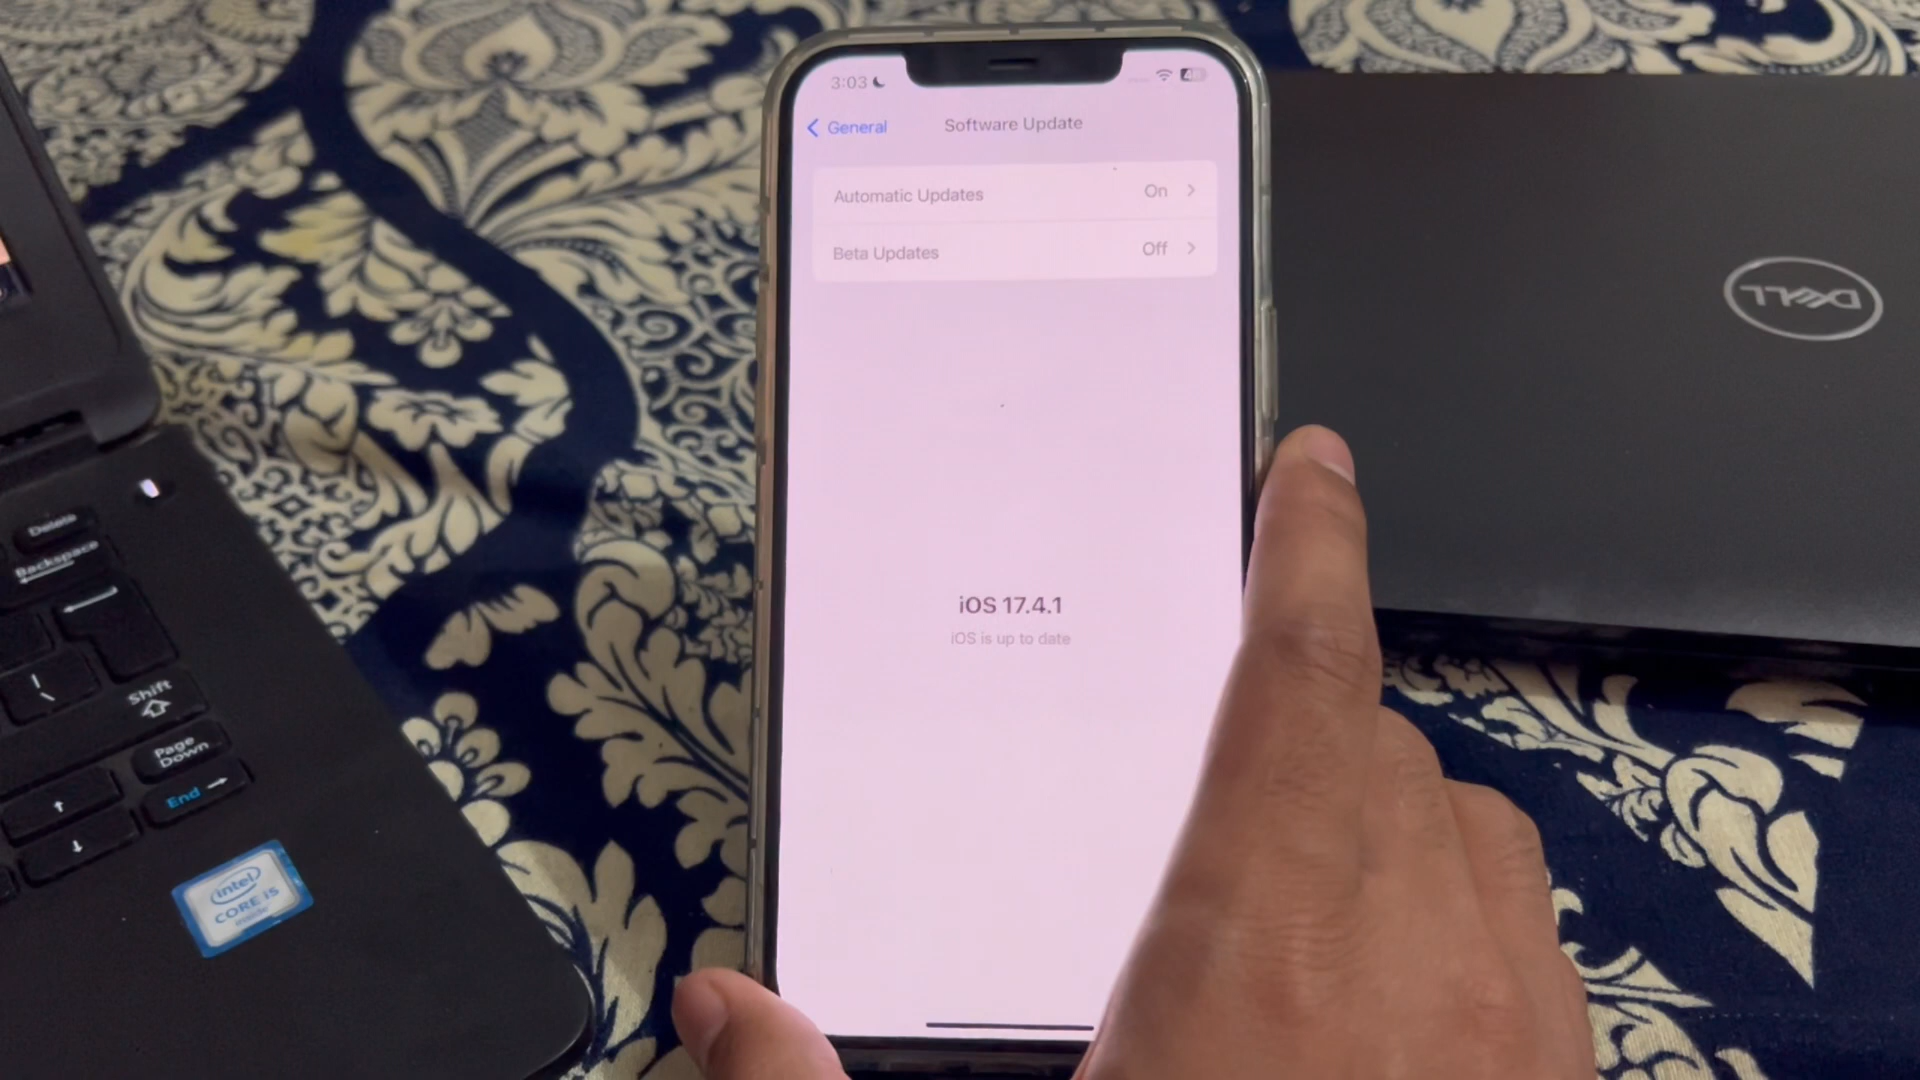 3:03
General
Software Update
Automatic Updates
On
Beta Updates
Off
iOS 17.4.1
iOS is up to date
DELL
Delete
Backspace
Shift
Page
Down
End
intel
CORE i5
inside